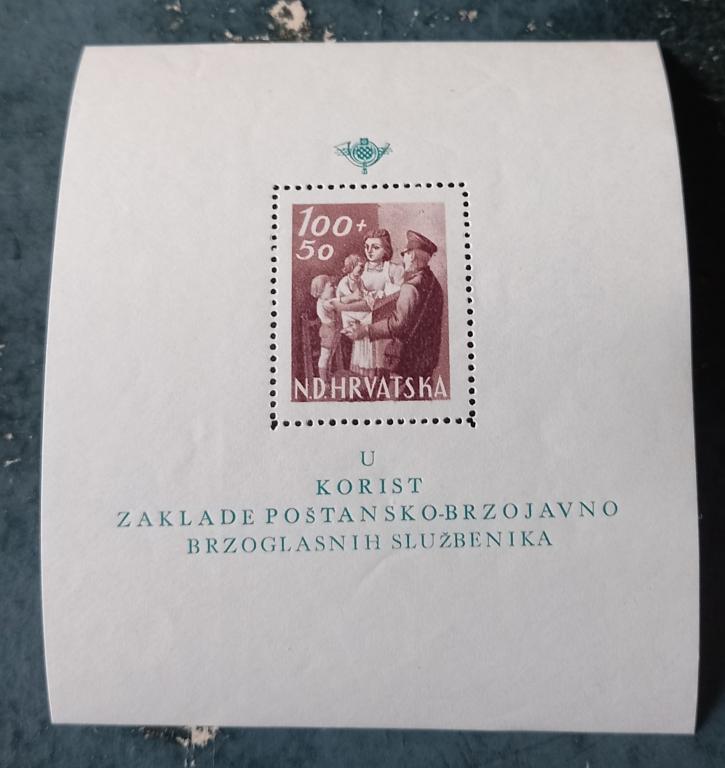 100+
50
N.D.HRVATSKA
U
KORIST
ZAKLADE POŠTANSKO-BRZOJAVNO
BRZOGLASNIH SLUŽBENIKA